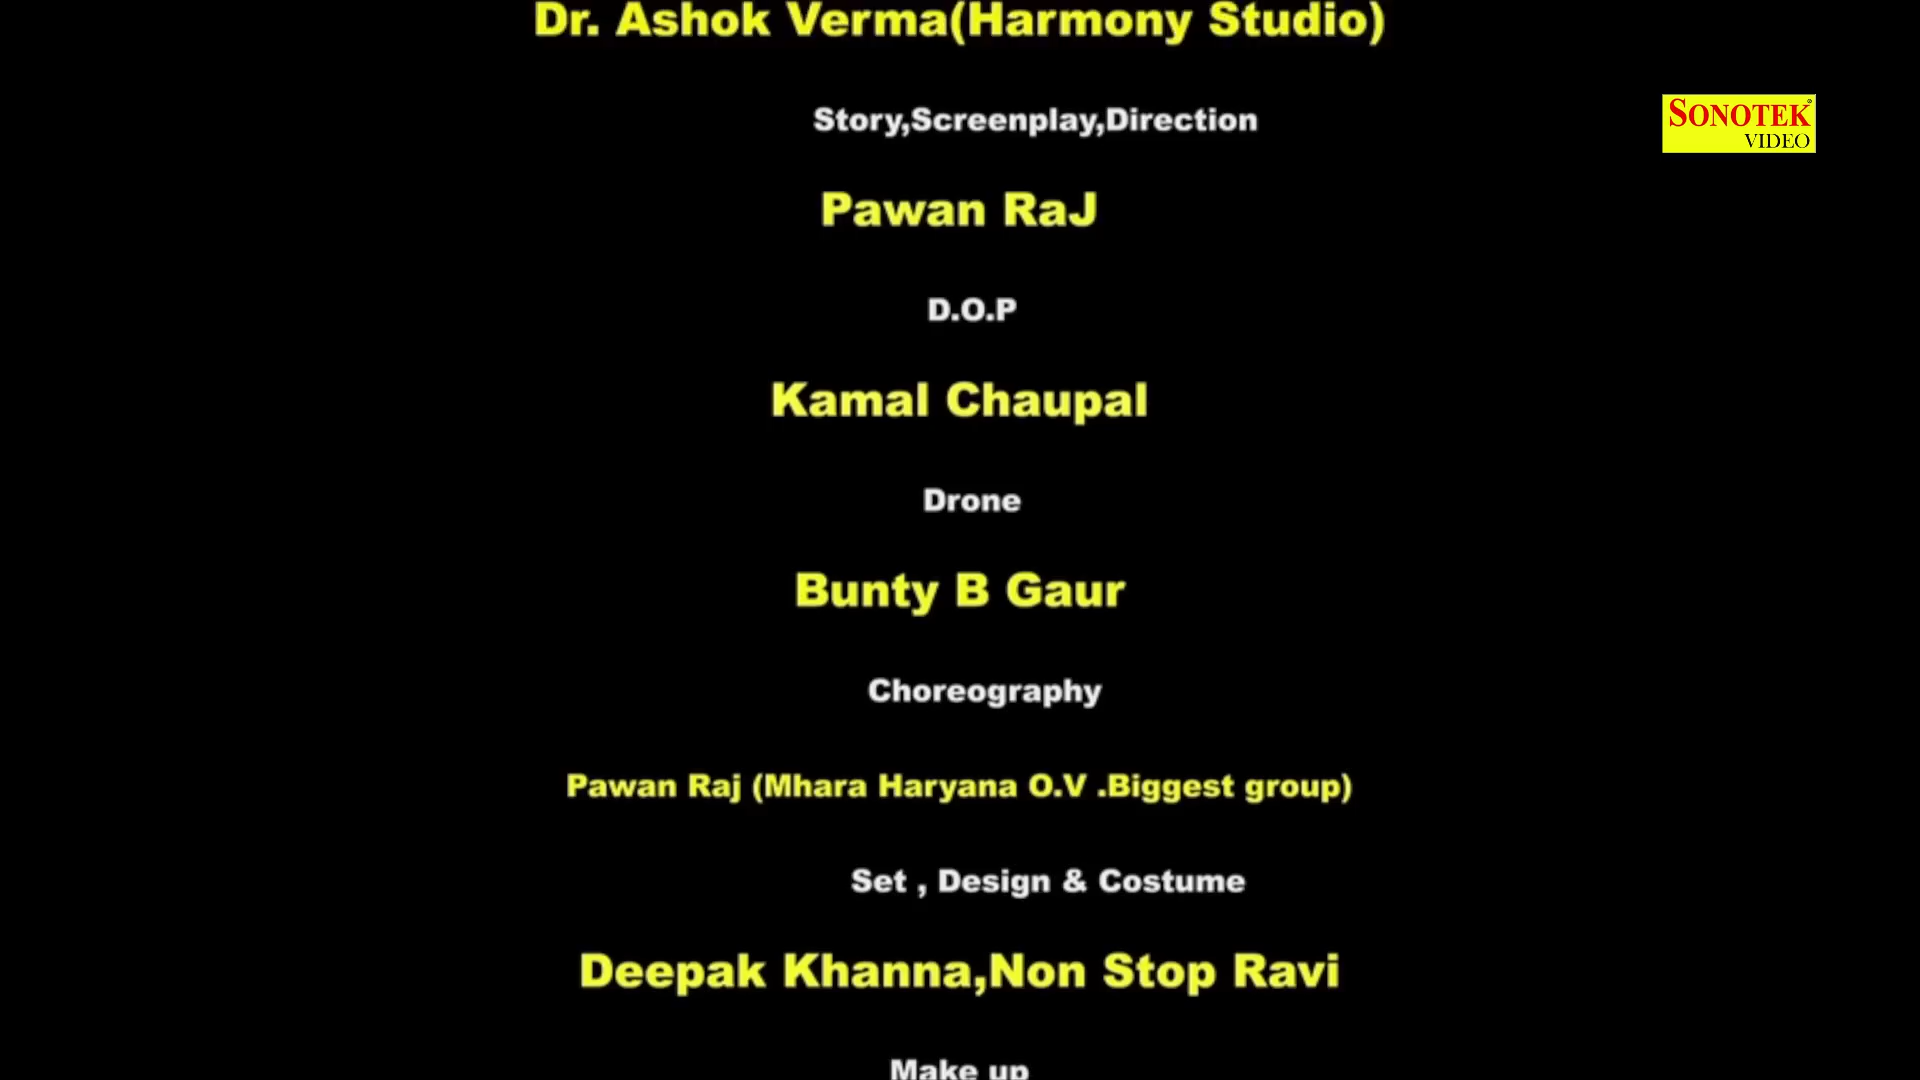 Dr. Ashok Verma(Harmony Studio)
Story,Screenplay,Direction
SONOTEK
VIDEO
Pawan RaJ
D.O.P
Kamal Chaupal
Drone
Bunty B Gaur
Choreography
Pawan Raj (Mhara Haryana O.V .Biggest group)
Set , Design & Costume
Deepak Khanna,Non Stop Ravi
Make up